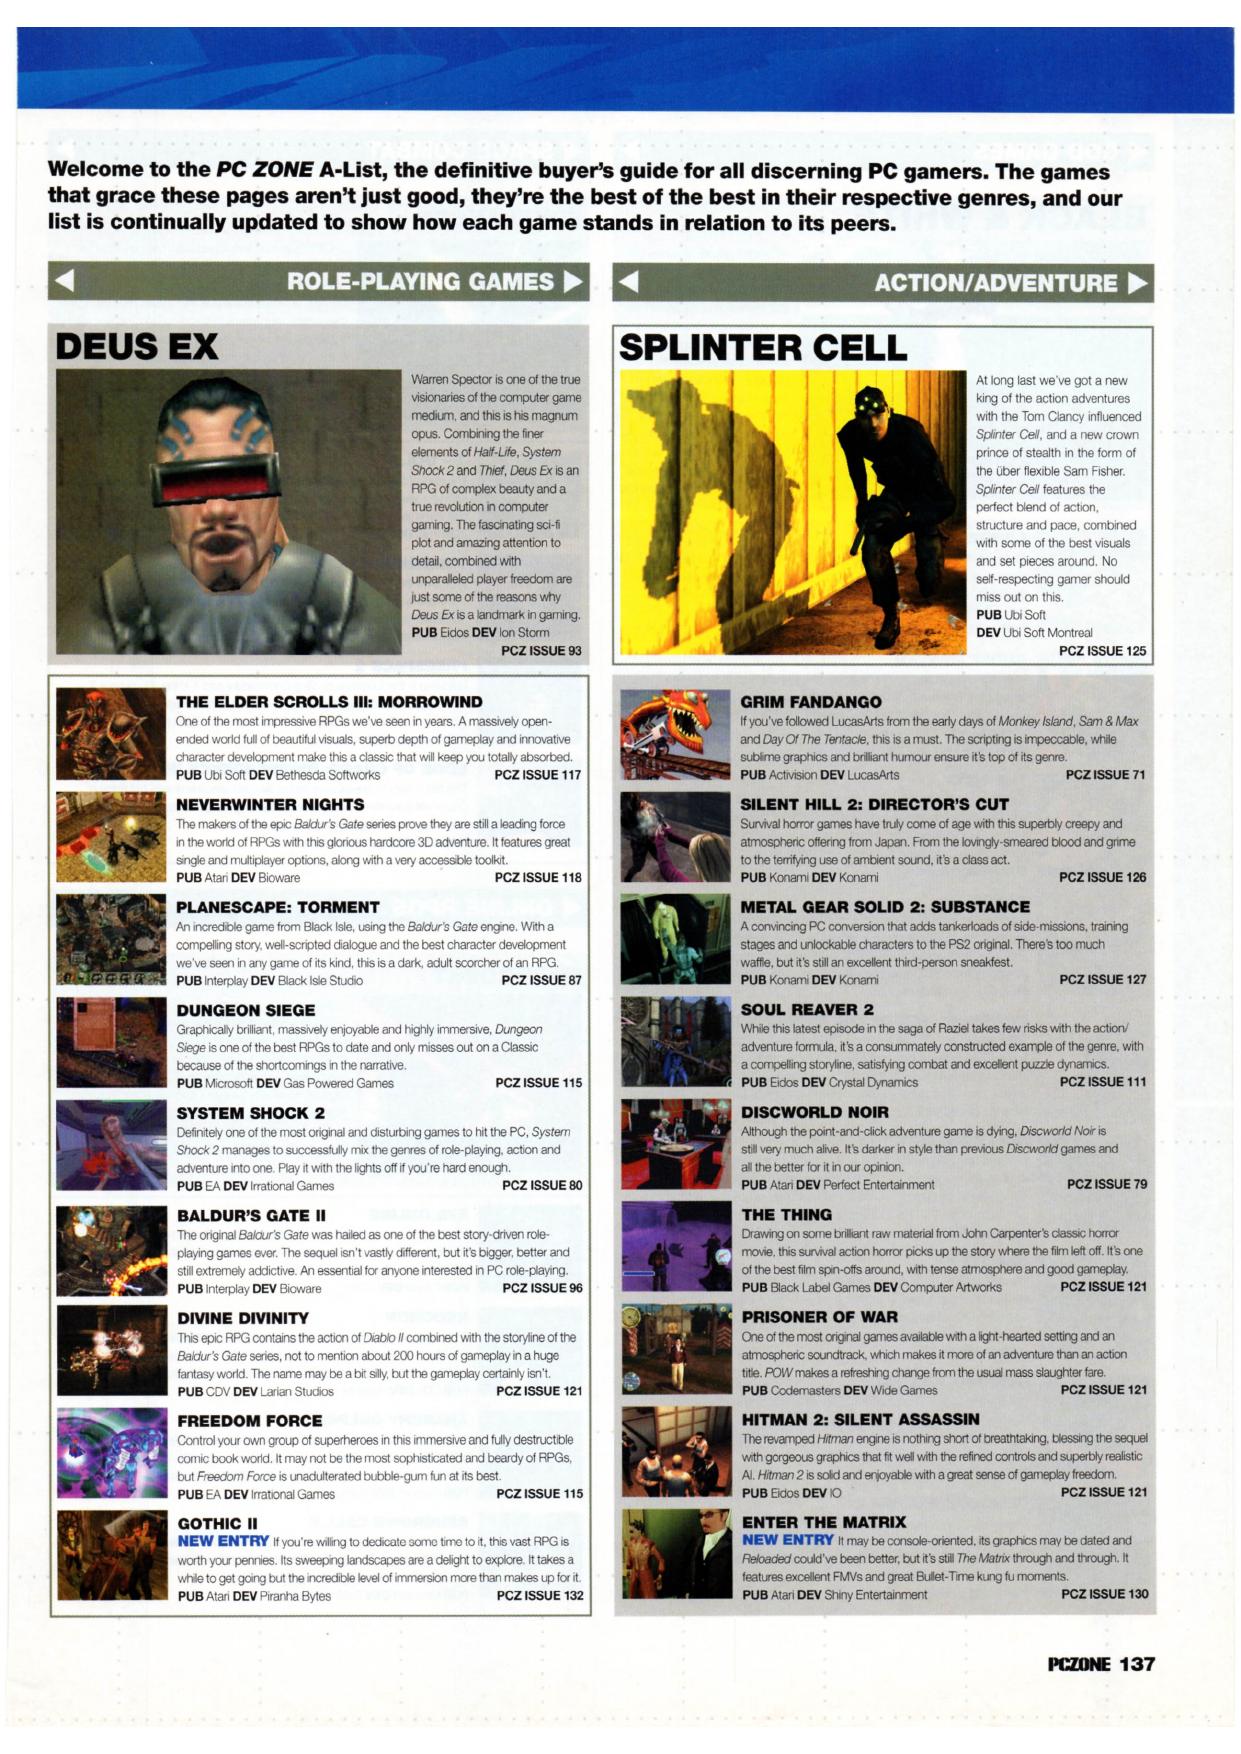 Welcome to the PC ZONE A-List, the definitive buyer's guide for all discerning PC gamers. The games
that grace these pages aren't just good, they're the best of the best in their respective genres, and our
list is continually updated to show how each game stands in relation to its peers.
ROLE-PLAYING GAMES
DEUS EX
Warren Spector is one of the true
visionaries of the computer game
medium, and this is his magnum
opus. Combining the finer
elements of Half-Life, System
Shock 2 and Thief, Deus Ex is an
RPG of complex beauty and a
true revolution in computer
gaming. The fascinating sci-fi
plot and amazing attention to
detail, combined with
unparalleled player freedom are
just some of the reasons why
Deus Ex is a landmark in gaming.
PUB Eidos DEV Ion Storm
PCZ ISSUE 93
THE ELDER SCROLLS III: MORROWIND
One of the most impressive RPGs we've seen in years. A massively open-
ended world full of beautiful visuals, superb depth of gameplay and innovative
character development make this a classic that will keep you totally absorbed.
PUB Ubi Soft DEV Bethesda Softworks PCZ ISSUE 117
NEVERWINTER NIGHTS
The makers of the epic Baldur's Gate series prove they are still a leading force
in the world of RPGs with this glorious hardcore 3D adventure. It features great
single and multiplayer options, along with a very accessible toolkit.
PUB Atari DEV Bioware PCZ ISSUE 118
PLANESCAPE: TORMENT
An incredible game from Black Isle, using the Baldur's Gate engine. With a
compelling story, well-scripted dialogue and the best character development
we've seen in any game of its kind, this is a dark, adult scorcher of an RPG.
PUB Interplay DEV Black Isle Studio PCZ ISSUE 87
DUNGEON SIEGE
Graphically brilliant, massively enjoyable and highly immersive, Dungeon
Siege is one of the best RPGs to date and only misses out on a Classic
because of the shortcomings in the narrative.
PUB Microsoft DEV Gas Powered Games PCZ ISSUE 115
SYSTEM SHOCK 2
Definitely one of the most original and disturbing games to hit the PC, System
Shock 2 manages to successfully mix the genres of role-playing, action and
adventure into one. Play it with the lights off if you're hard enough.
PUB EA DEV Irrational Games PCZ ISSUE 80
BALDUR'S GATE II
The original Baldur's Gate was hailed as one of the best story-driven role-
playing games ever. The sequel isn't vastly different, but it's bigger, better and
still extremely addictive. An essential for anyone interested in PC role-playing.
PUB Interplay DEV Bioware PCZ ISSUE 96
DIVINE DIVINITY
This epic RPG contains the action of Diablo II combined with the storyline of the
Baldur's Gate series, not to mention about 200 hours of gameplay in a huge
fantasy world. The name may be a bit silly, but the gameplay certainly isn't.
PUB CDV DEV Larian Studios PCZ ISSUE 121
FREEDOM FORCE
Control your own group of superheroes in this immersive and fully destructible
comic book world. It may not be the most sophisticated and beardy of RPGs,
but Freedom Force is unadulterated bubble-gum fun at its best.
PUB EA DEV Irrational Games PCZ ISSUE 115
GOTHIC II
NEW ENTRY If you're willing to dedicate some time to it, this vast RPG is
worth your pennies. Its sweeping landscapes are a delight to explore. It takes a
while to get going but the incredible level of immersion more than makes up for it.
PUB Atari DEV Piranha Bytes PCZ ISSUE 132
ACTION/ADVENTURE
SPLINTER CELL
At long last we've got a new
king of the action adventures
with the Tom Clancy influenced
Splinter Cell, and a new crown
prince of stealth in the form of
the über flexible Sam Fisher.
Splinter Cell features the
perfect blend of action,
structure and pace, combined
with some of the best visuals
and set pieces around. No
self-respecting gamer should
miss out on this.
PUB Ubi Soft
DEV Ubi Soft Montreal
PCZ ISSUE 125
GRIM FANDANGO
If you've followed LucasArts from the early days of Monkey Island, Sam & Max
and Day Of The Tentacle, this is a must. The scripting is impeccable, while
sublime graphics and brilliant humour ensure it's top of its genre.
PUB Activision DEV LucasArts PCZ ISSUE 71
SILENT HILL 2: DIRECTOR'S CUT
Survival horror games have truly come of age with this superbly creepy and
atmospheric offering from Japan. From the lovingly-smeared blood and grime
to the terrifying use of ambient sound, it's a class act.
PUB Konami DEV Konami PCZ ISSUE 126
METAL GEAR SOLID 2: SUBSTANCE
A convincing PC conversion that adds tankerloads of side-missions, training
stages and unlockable characters to the PS2 original. There's too much
waffle, but it's still an excellent third-person sneakfest.
PUB Konami DEV Konami PCZ ISSUE 127
SOUL REAVER 2
While this latest episode in the saga of Raziel takes few risks with the action/
adventure formula, it's a consummately constructed example of the genre, with
a compelling storyline, satisfying combat and excellent puzzle dynamics.
PUB Eidos DEV Crystal Dynamics PCZ ISSUE 111
DISCWORLD NOIR
Although the point-and-click adventure game is dying, Discworld Noir is
still very much alive. It's darker in style than previous Discworld games and
all the better for it in our opinion.
PUB Atari DEV Perfect Entertainment PCZ ISSUE 79
THE THING
Drawing on some brilliant raw material from John Carpenter's classic horror
movie, this survival action horror picks up the story where the film left off. It's one
of the best film spin-offs around, with tense atmosphere and good gameplay.
PUB Black Label Games DEV Computer Artworks PCZ ISSUE 121
PRISONER OF WAR
One of the most original games available with a light-hearted setting and an
atmospheric soundtrack, which makes it more of an adventure than an action
title. POW makes a refreshing change from the usual mass slaughter fare.
PUB Codemasters DEV Wide Games PCZ ISSUE 121
HITMAN 2: SILENT ASSASSIN
The revamped Hitman engine is nothing short of breathtaking, blessing the sequel
with gorgeous graphics that fit well with the refined controls and superbly realistic
AI. Hitman 2 is solid and enjoyable with a great sense of gameplay freedom.
PUB Eidos DEV IO PCZ ISSUE 121
ENTER THE MATRIX
NEW ENTRY It may be console-oriented, its graphics may be dated and
Reloaded could've been better, but it's still The Matrix through and through. It
features excellent FMVs and great Bullet-Time kung fu moments.
PUB Atari DEV Shiny Entertainment PCZ ISSUE 130
PCZONE 137